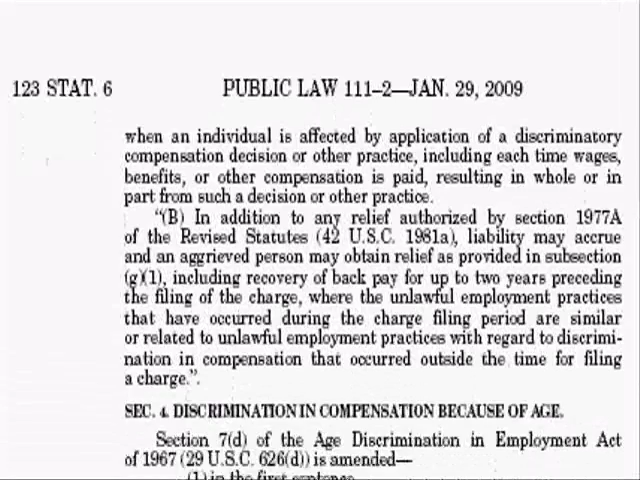 123 STAT. 6 PUBLIC LAW 111–2—JAN. 29, 2009
when an individual is affected by application of a discriminatory
compensation decision or other practice, including each time wages,
benefits, or other compensation is paid, resulting in whole or in
part from such a decision or other practice.
"(B) In addition to any relief authorized by section 1977A
of the Revised Statutes (42 U.S.C. 1981a), liability may accrue
and an aggrieved person may obtain relief as provided in subsection
(g)(1), including recovery of back pay for up to two years preceding
the filing of the charge, where the unlawful employment practices
that have occurred during the charge filing period are similar
or related to unlawful employment practices with regard to discrimi-
nation in compensation that occurred outside the time for filing
a charge.".
SEC. 4. DISCRIMINATION IN COMPENSATION BECAUSE OF AGE.
Section 7(d) of the Age Discrimination in Employment Act
of 1967 (29 U.S.C. 626(d)) is amended—
(1) in the first sentence